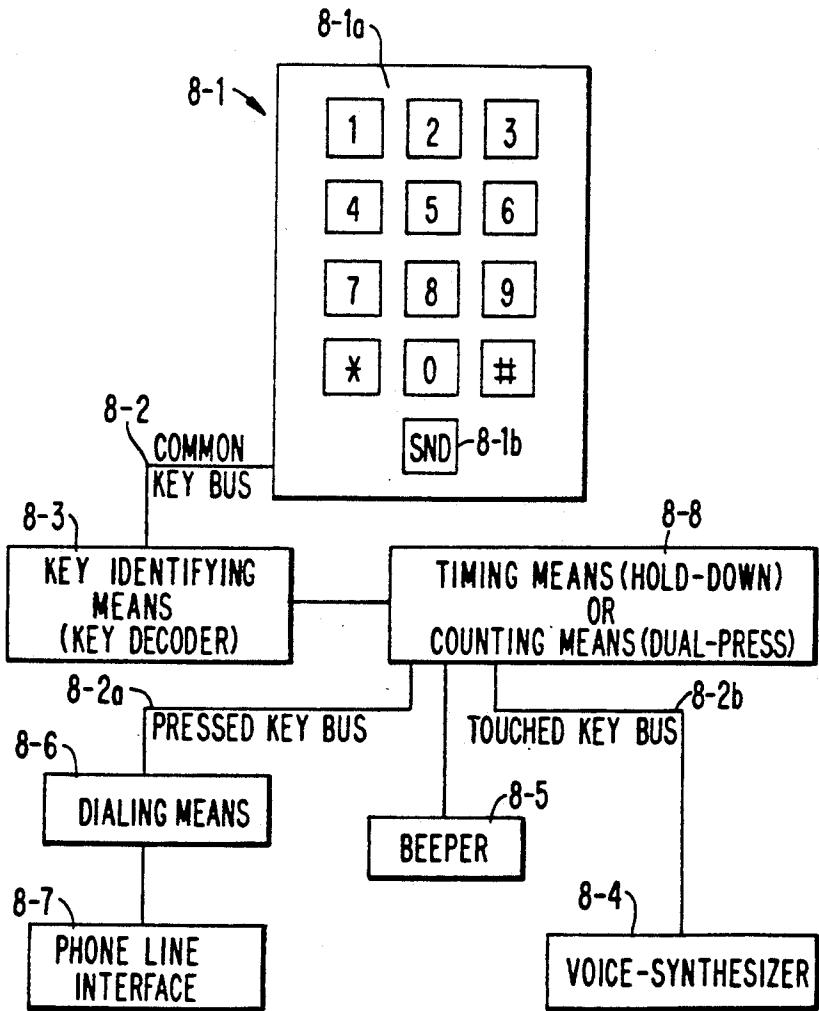 8-1a
8-1
1 2 3
4 5 6
7 8 9
* 0 #
8-2
COMMON
KEY BUS
SND
8-1b
8-3
KEY IDENTIFYING
MEANS
(KEY DECODER)
8-8
TIMING MEANS (HOLD-DOWN)
OR
COUNTING MEANS (DUAL-PRESS)
8-2a
PRESSED KEY BUS
8-2b
TOUCHED KEY BUS
8-6
DIALING MEANS
8-5
BEEPER
8-7
PHONE LINE
INTERFACE
8-4
VOICE-SYNTHESIZER